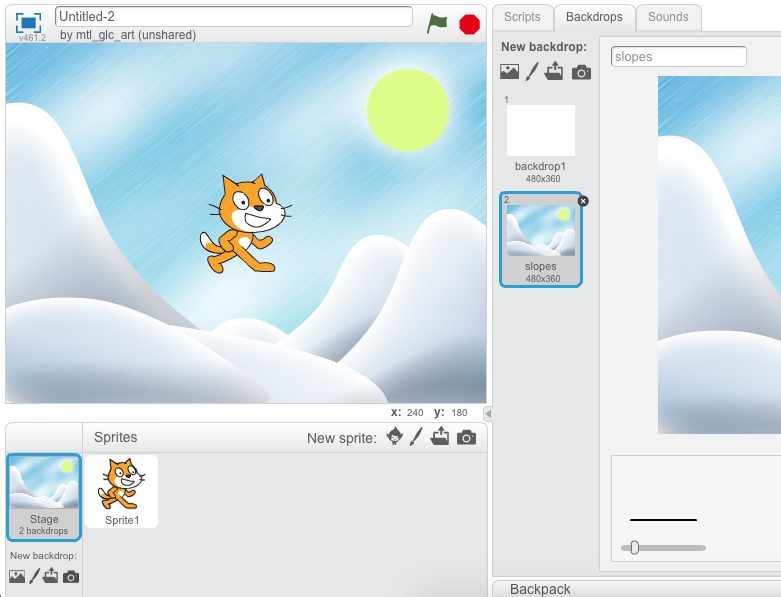 Untitled-2
v461.2
by mtl_glc_art (unshared)
Scripts
Backdrops
Sounds
New backdrop:
slopes
1
backdrop1
480x360
2
slopes
480x360
x: 240 y: 180
Sprites
New sprite:
Stage
2 backdrops
Sprite1
New backdrop:
Backpack